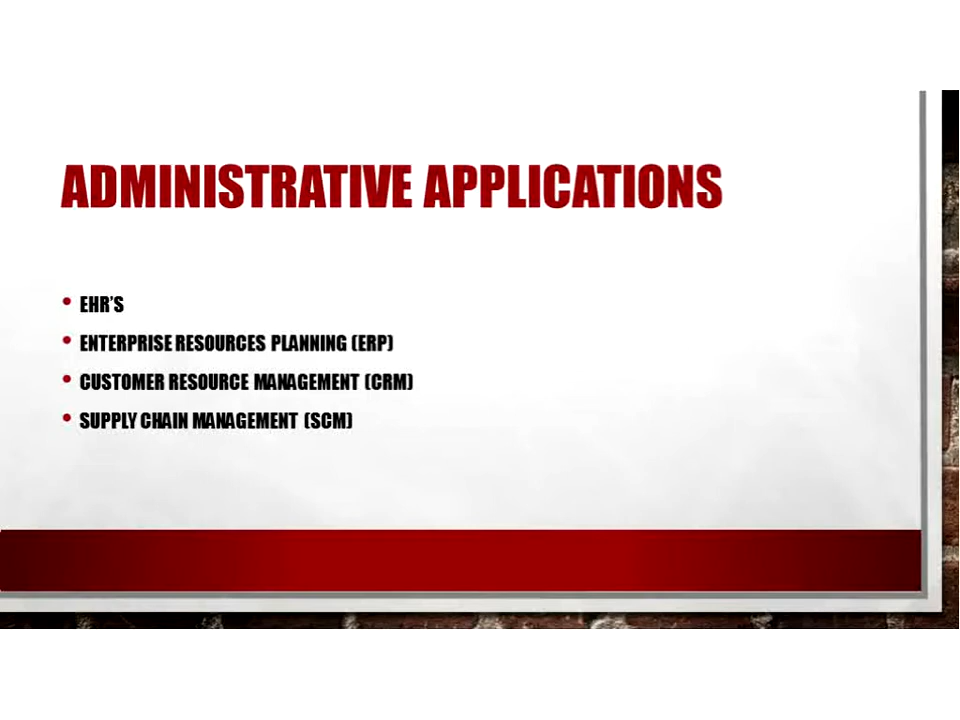 ADMINISTRATIVE APPLICATIONS
• EHR'S
• ENTERPRISE RESOURCES PLANNING (ERP)
• CUSTOMER RESOURCE MANAGEMENT (CRM)
• SUPPLY CHAIN MANAGEMENT (SCM)